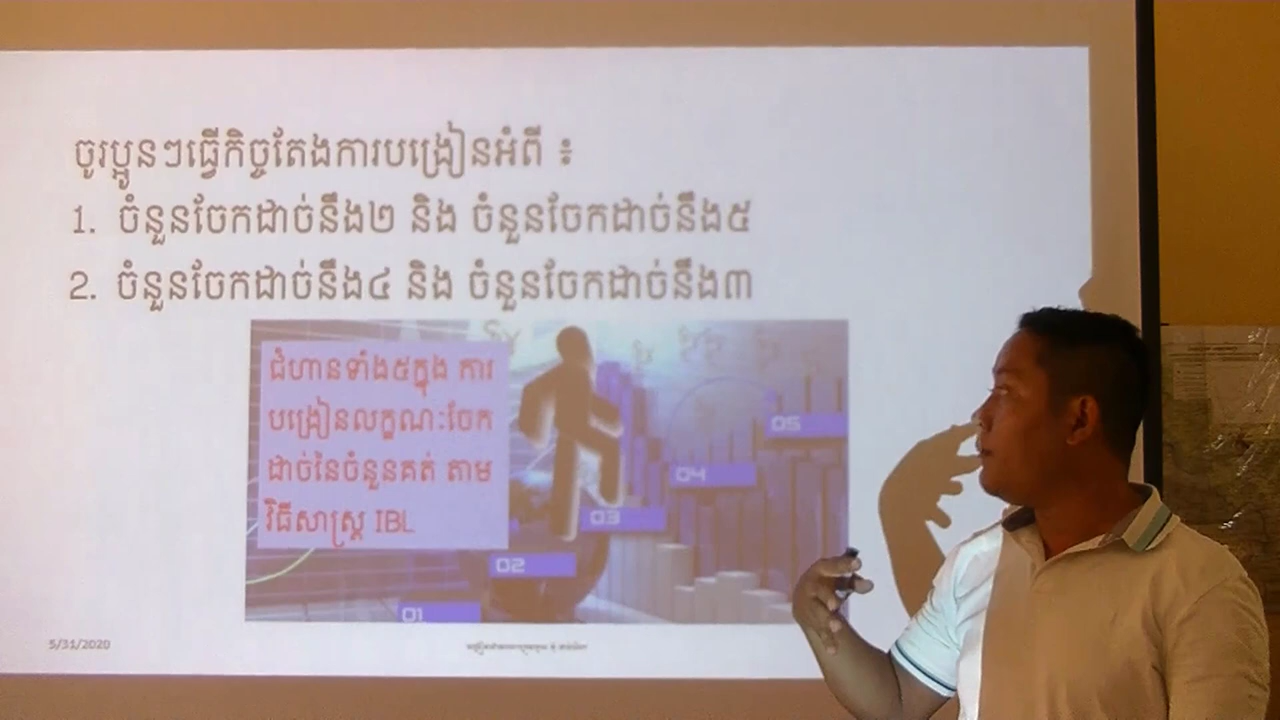 ចូរប្អូនៗធ្វើកិច្ចតែងការបង្រៀនអំពី ៖
1. ចំនួនចែកដាច់នឹង២ និង ចំនួនចែកដាច់នឹង៥
2. ចំនួនចែកដាច់នឹង៤ និង ចំនួនចែកដាច់នឹង៣
ជំហានទាំង៥ក្នុង ការ
បង្រៀនលក្ខណៈចែក
ដាច់នៃចំនួនគត់ តាម
វិធីសាស្ត្រ IBL
05
04
03
02
01
5/31/2020